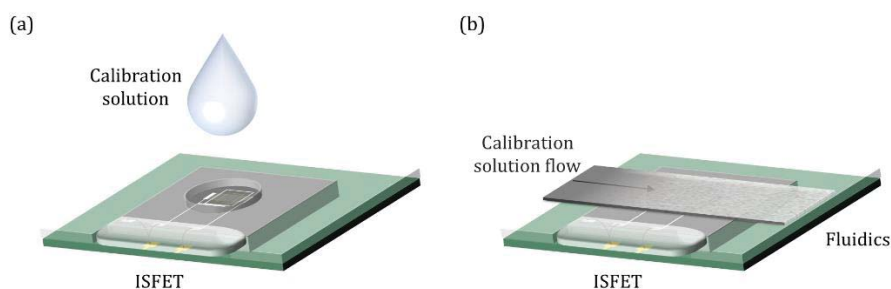 (a)
Calibration
solution
ISFET
(b)
Calibration
solution flow
Fluidics
ISFET